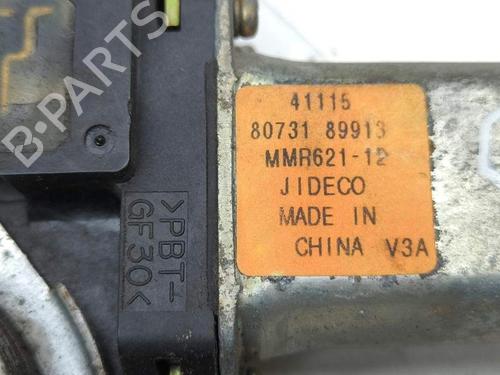 41115
80731 89913
MMR621-12
JIDECO
MADE IN
CHINA V3A
>PBT-
GF30<
B-PARTS